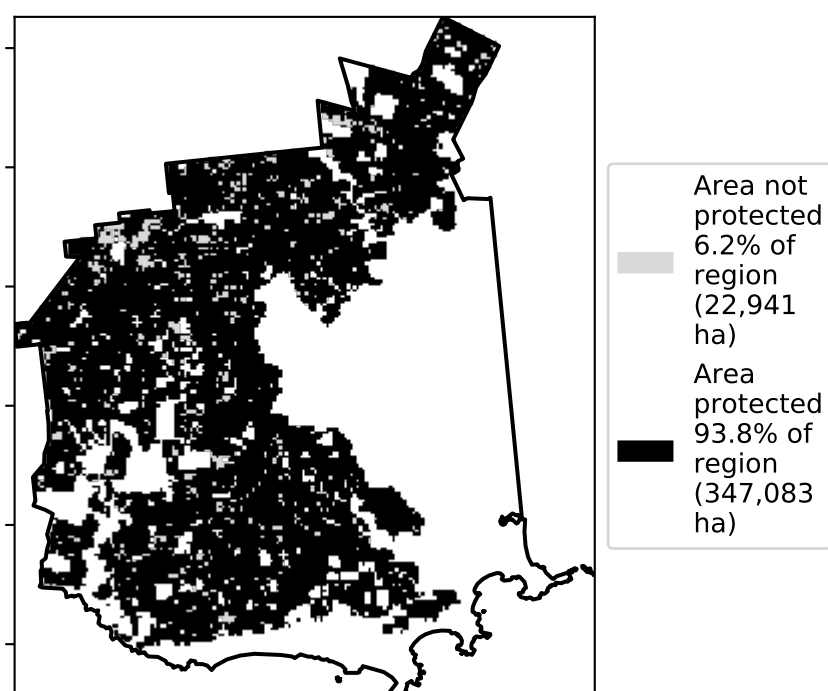 Area not
protected
6.2% of
region
(22,941
ha)
Area
protected
93.8% of
region
(347,083
ha)